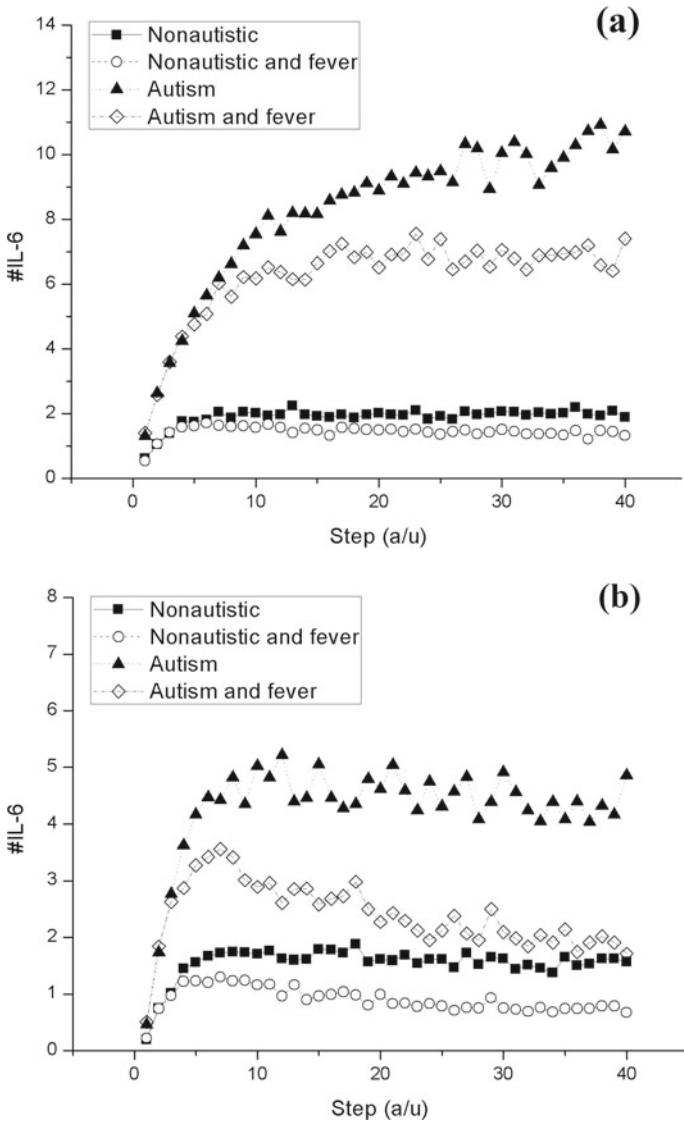 (a)
Nonautistic
Nonautistic and fever
Autism
Autism and fever
14
12
10
8
6
4
2
0
#IL-6
0
10
20
30
40
Step (a/u)
(b)
Nonautistic
Nonautistic and fever
Autism
Autism and fever
8
7
6
5
4
3
2
1
0
#IL-6
0
10
20
30
40
Step (a/u)